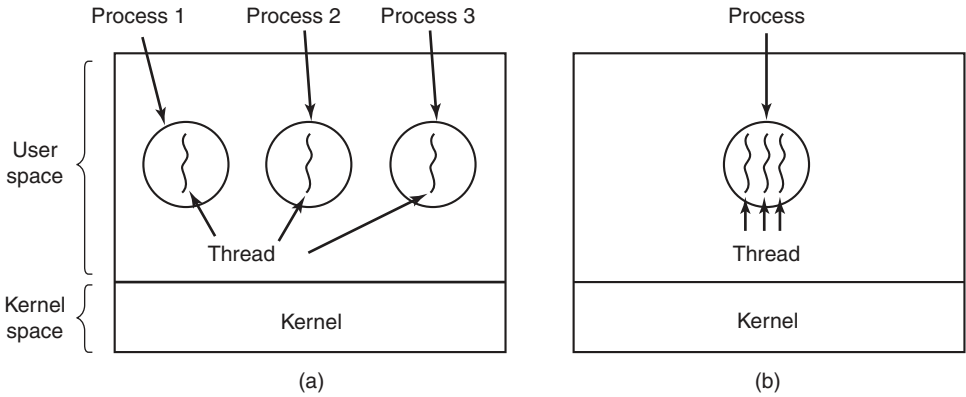 Process 1
Process 2
Process 3
User
space
Thread
Kernel
space
Kernel
(a)
Process
Thread
Kernel
(b)